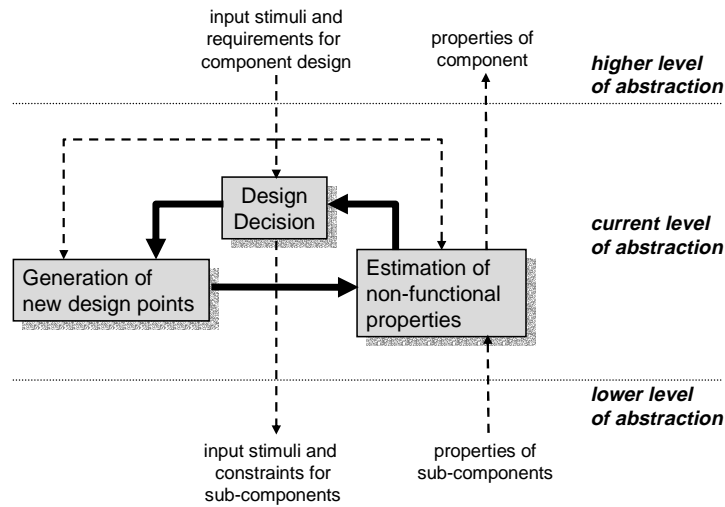 input stimuli and
requirements for
component design
properties of
component
higher level
of abstraction
Design
Decision
current level
of abstraction
Generation of
new design points
Estimation of
non-functional
properties
lower level
of abstraction
input stimuli and
constraints for
sub-components
properties of
sub-components